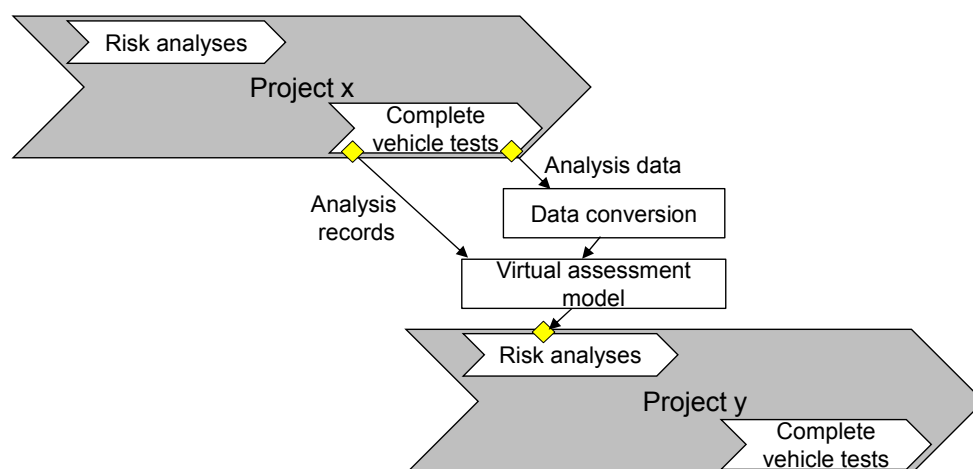 Risk analyses
Project x
Complete
vehicle tests
Analysis data
Analysis
records
Data conversion
Virtual assessment
model
Risk analyses
Project y
Complete
vehicle tests